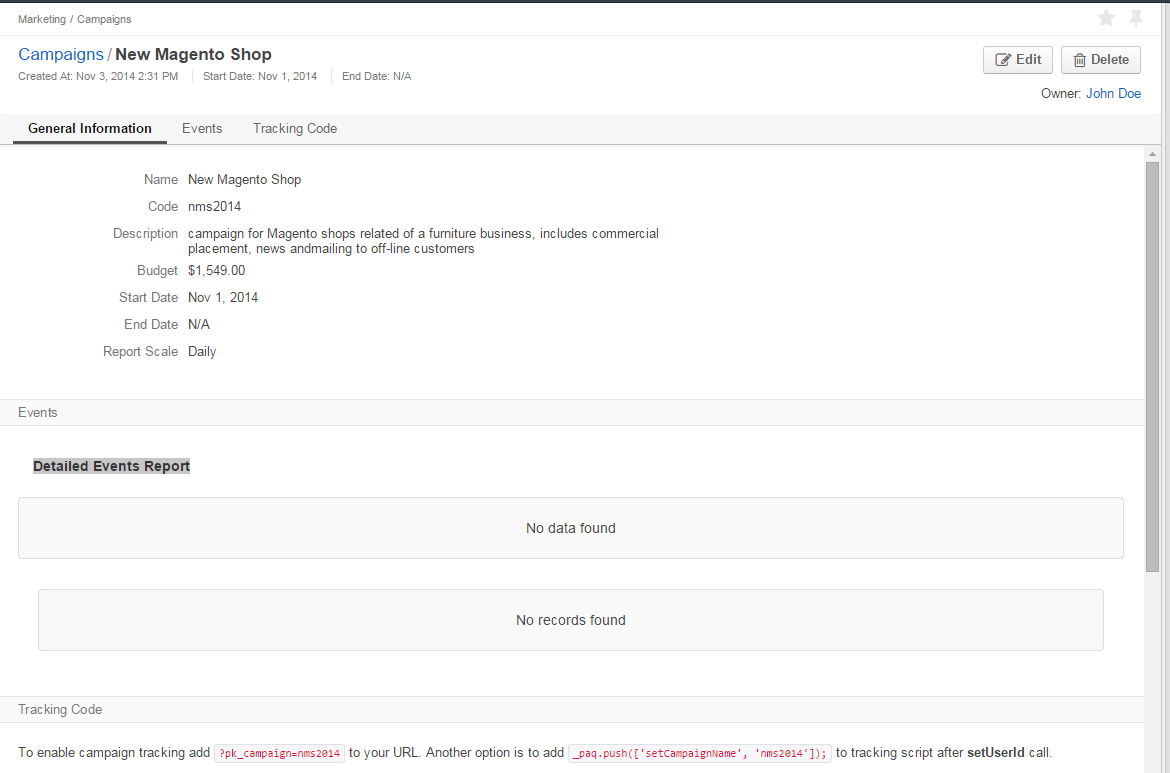 Marketing / Campaigns
Campaigns / New Magento Shop
Edit
Delete
Created At: Nov 3, 2014 2:31 PM Start Date: Nov 1, 2014 End Date: N/A
Owner: John Doe
General Information Events Tracking Code
Name New Magento Shop
Code nms2014
Description campaign for Magento shops related of a furniture business, includes commercial
placement, news andmailing to off-line customers
Budget $1,549.00
Start Date Nov 1, 2014
End Date N/A
Report Scale Daily
Events
Detailed Events Report
No data found
No records found
Tracking Code
To enable campaign tracking add ?pk_campaign=nms2014 to your URL. Another option is to add _paq.push(['setCampaignName', 'nms2014']); to tracking script after setUserId call.